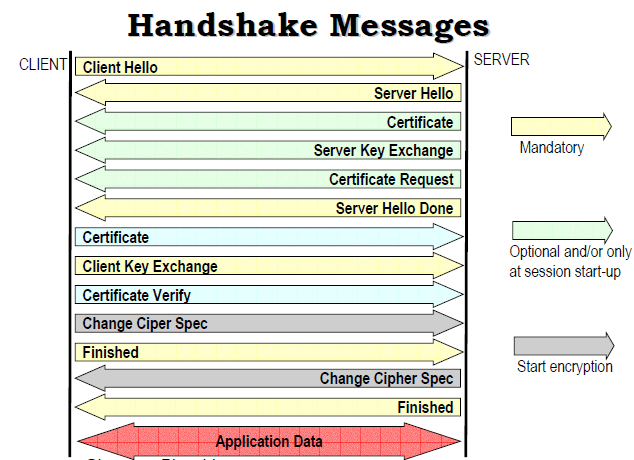 Handshake Messages
CLIENT
SERVER
Client Hello
Server Hello
Certificate
Server Key Exchange
Certificate Request
Server Hello Done
Certificate
Client Key Exchange
Certificate Verify
Change Ciper Spec
Finished
Change Cipher Spec
Finished
Application Data
Mandatory
Optional and/or only
at session start-up
Start encryption